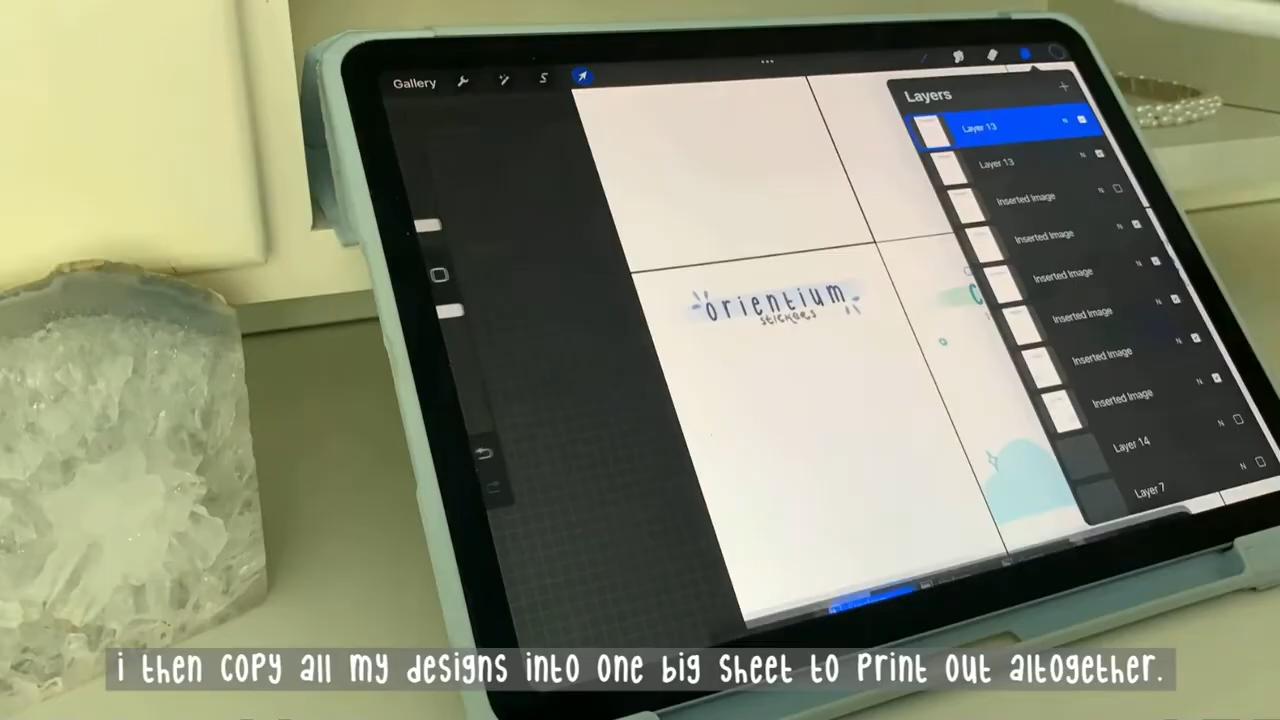 Gallery
S
Layers
Layer 13
N
Layer 13
N
Inserted Image
N
Inserted Image
N
Inserted Image
N
Inserted Image
N
Inserted Image
N
Inserted Image
N
Layer 14
N
Layer 7
N
orientium
stickers
C
i then copy all my designs into one big sheet to print out altogether.